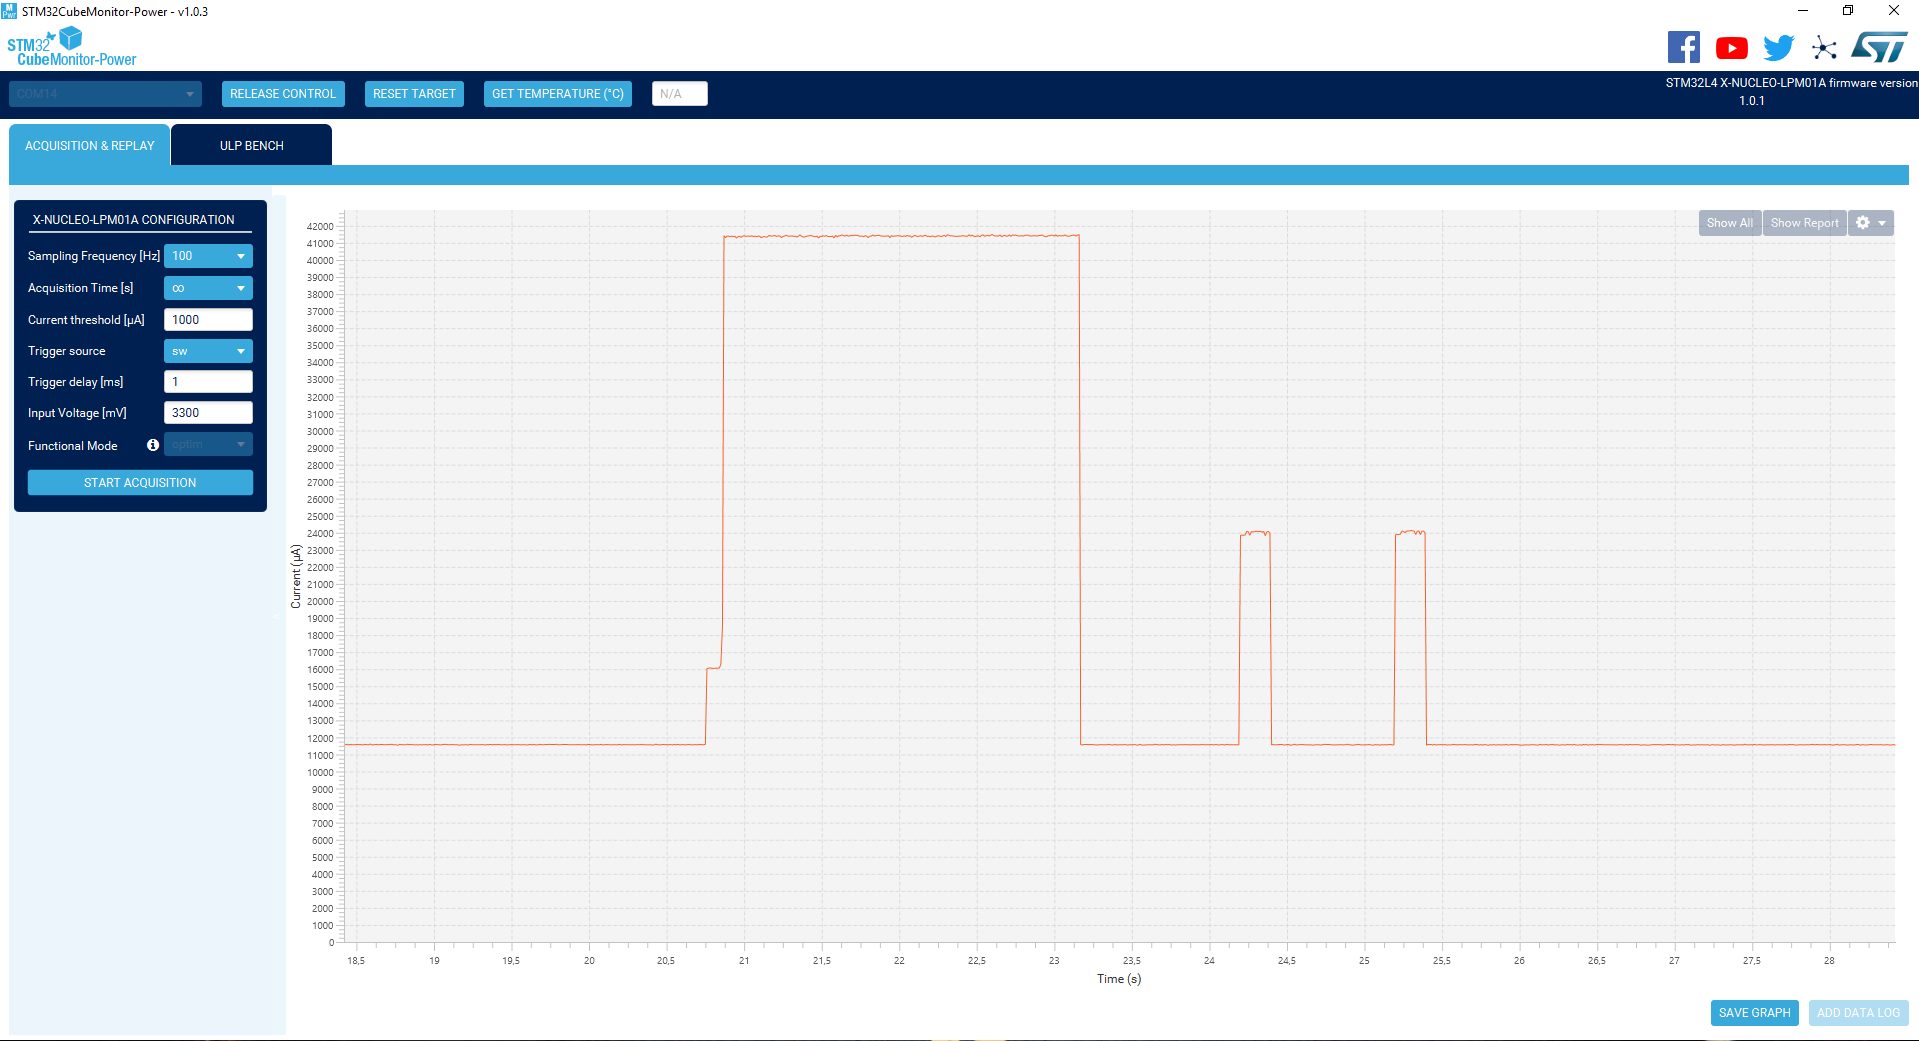 STM32CubeMonitor-Power - v1.0.3
STM32
CubeMonitor-Power
COM14
RELEASE CONTROL
RESET TARGET
GET TEMPERATURE (°C)
N/A
STM32L4 X-NUCLEO-LPM01A firmware version
1.0.1
ACQUISITION & REPLAY
ULP BENCH
X-NUCLEO-LPM01A CONFIGURATION
Sampling Frequency [Hz] 100
Acquisition Time [s] ∞
Current threshold [µA] 1000
Trigger source sw
Trigger delay [ms] 1
Input Voltage [mV] 3300
Functional Mode optim
START ACQUISITION
Show All
Show Report
Current (µA)
42000
41000
40000
39000
38000
37000
36000
35000
34000
33000
32000
31000
30000
29000
28000
27000
26000
25000
24000
23000
22000
21000
20000
19000
18000
17000
16000
15000
14000
13000
12000
11000
10000
9000
8000
7000
6000
5000
4000
3000
2000
1000
0
18,5 19 19,5 20 20,5 21 21,5 22 22,5 23 23,5 24 24,5 25 25,5 26 26,5 27 27,5 28
Time (s)
SAVE GRAPH
ADD DATA LOG